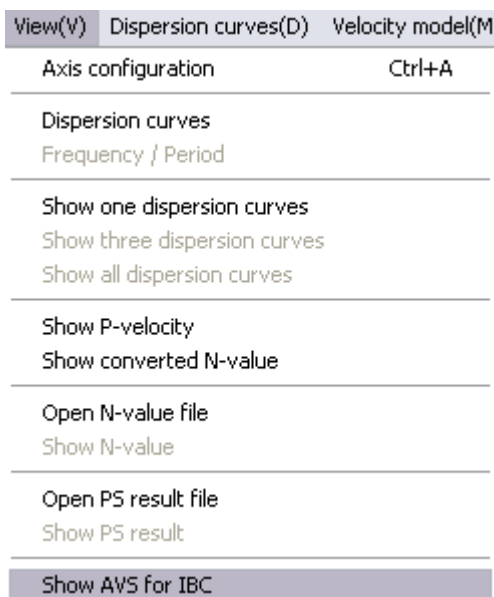 View(V) Dispersion curves(D) Velocity model(M
Axis configuration Ctrl+A
Dispersion curves
Frequency / Period
Show one dispersion curves
Show three dispersion curves
Show all dispersion curves
Show P-velocity
Show converted N-value
Open N-value file
Show N-value
Open PS result file
Show PS result
Show AVS for IBC